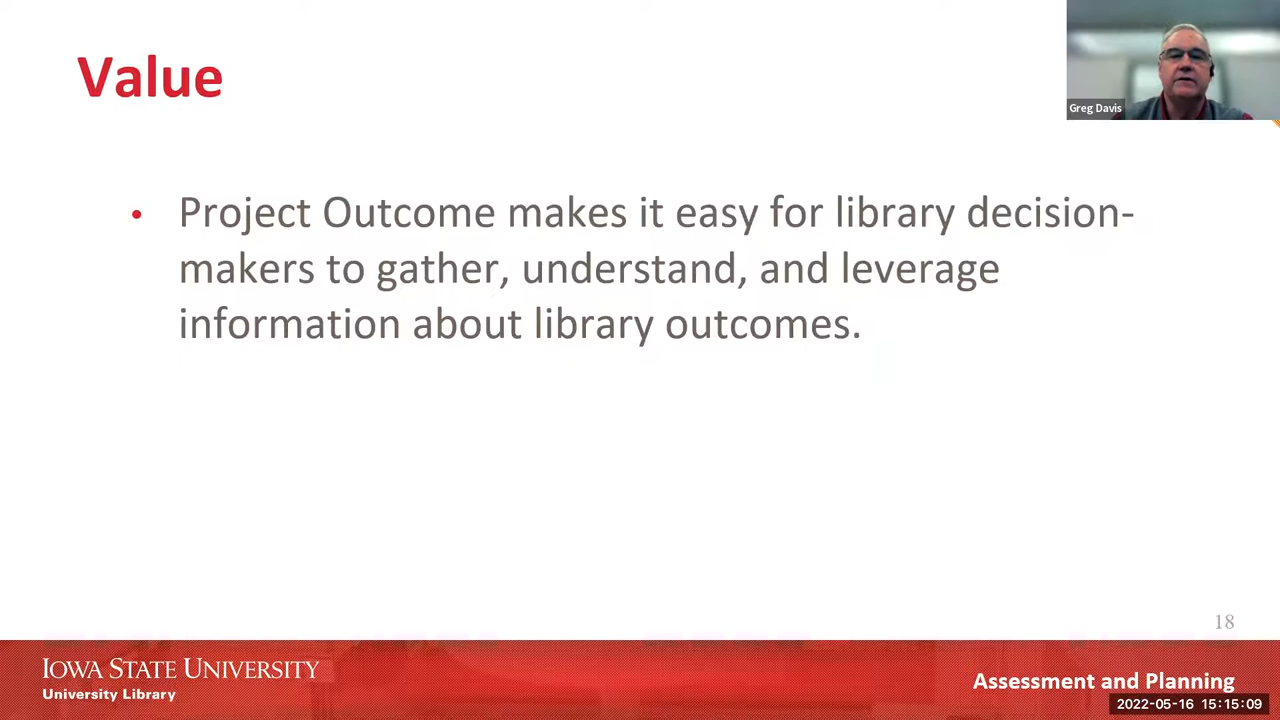 Value
Greg Davis
• Project Outcome makes it easy for library decision-
makers to gather, understand, and leverage
information about library outcomes.
18
IOWA STATE UNIVERSITY
University Library
Assessment and Planning
2022-05-16 15:15:09